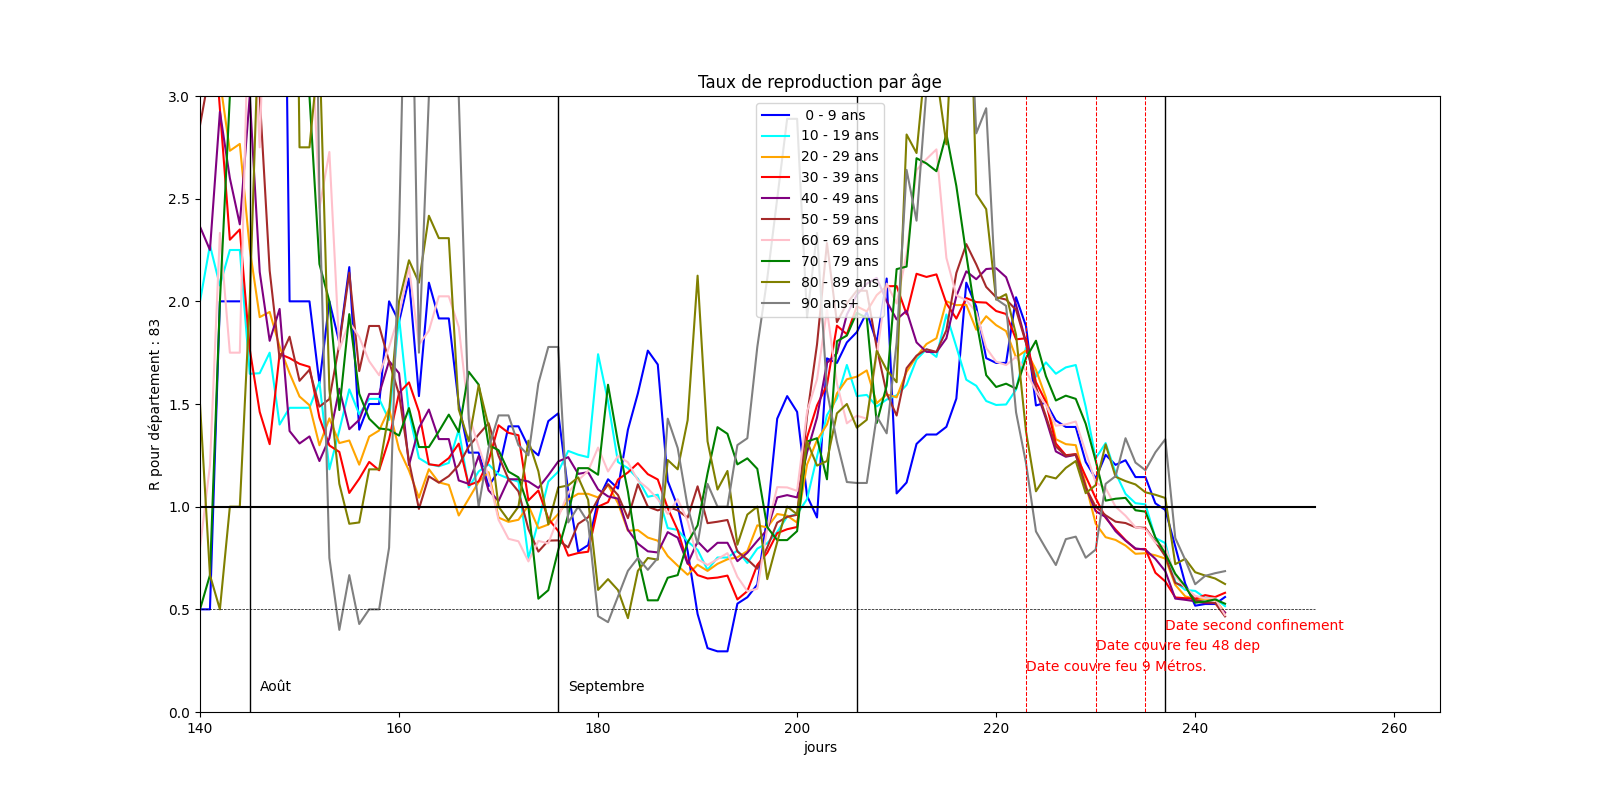 Taux de reproduction par âge
R pour département : 83
3.0
2.5
2.0
1.5
1.0
0.5
0.0
0 - 9 ans
10 - 19 ans
20 - 29 ans
30 - 39 ans
40 - 49 ans
50 - 59 ans
60 - 69 ans
70 - 79 ans
80 - 89 ans
90 ans+
Date second confinement
Date couvre feu 48 dep
Date couvre feu 9 Métros.
Août
Septembre
140
160
180
200
220
240
260
jours